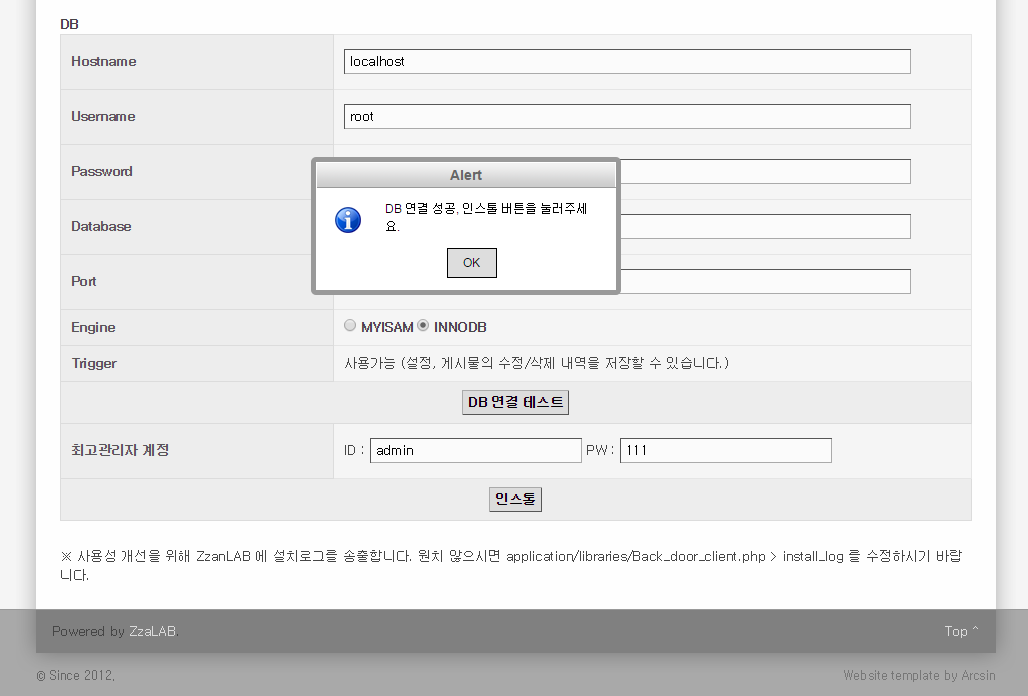 DB
Hostname localhost
Username root
Password
Alert
DB 연결 성공, 인스톨 버튼을 눌러주세
요.
OK
Database
Port
Engine MYISAM INNODB
Trigger 사용가능 (설정, 게시물의 수정/삭제 내역을 저장할 수 있습니다.)
DB 연결 테스트
최고관리자 계정 ID : admin PW : 111
인스톨
※ 사용성 개선을 위해 ZzanLAB 에 설치로그를 송출합니다. 원치 않으시면 application/libraries/Back_door_client.php > install_log 를 수정하시기 바랍
니다.
Powered by ZzaLAB. Top ^
© Since 2012, Website template by Arcsin